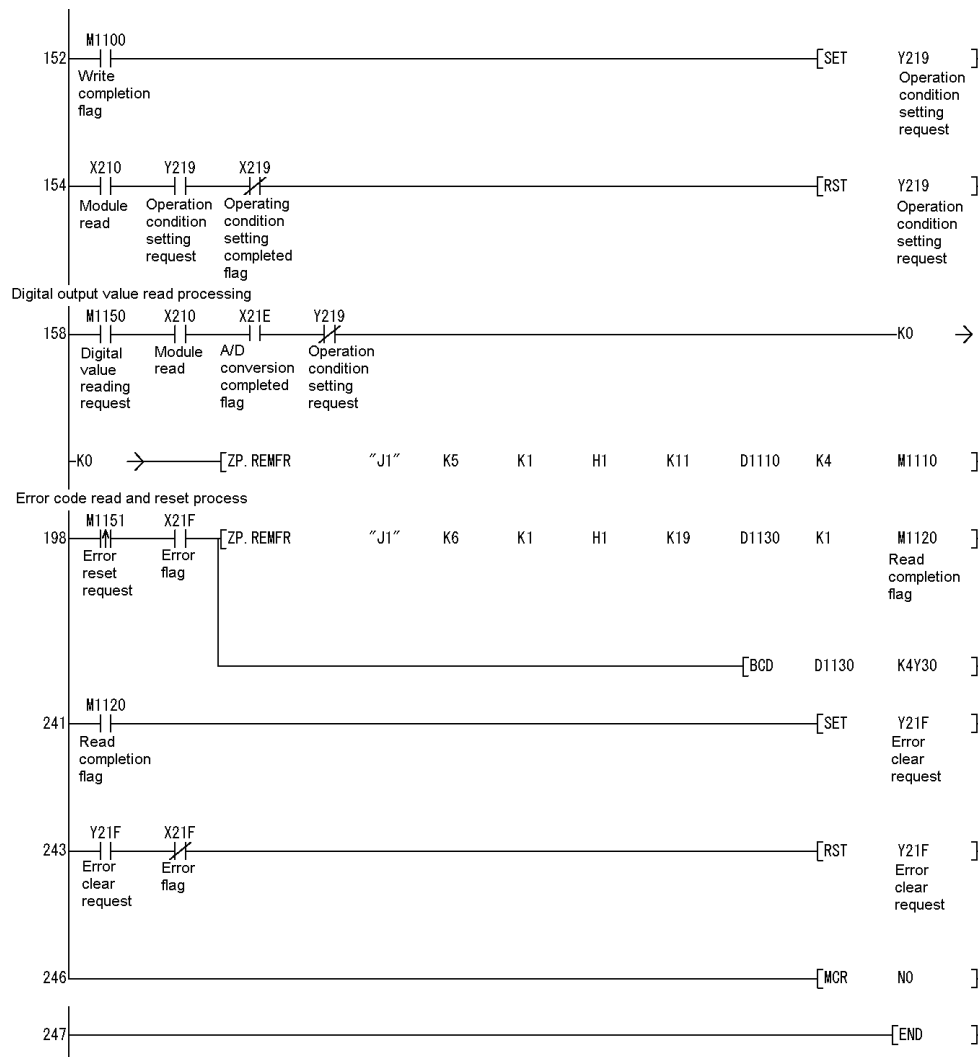 M1100
152 [SET Y219 ]
Write completion flag
Operation condition setting request
X210 Y219 X219
154 [RST Y219 ]
Module read
Operation condition setting request
Operating condition setting completed flag
Operation condition setting request
Digital output value read processing
M1150 X210 X21E Y219
158 K0
Digital value reading request
Module read
A/D conversion completed flag
Operation condition setting request
K0 [ZP.REMFR "J1" K5 K1 H1 K11 D1110 K4 M1110 ]
Error code read and reset process
M1151 X21F
198 [ZP.REMFR "J1" K6 K1 H1 K19 D1130 K1 M1120 ]
Error reset request
Error flag
Read completion flag
[BCD D1130 K4Y30 ]
M1120
241 [SET Y21F ]
Read completion flag
Error clear request
Y21F X21F
243 [RST Y21F ]
Error clear request
Error flag
Error clear request
246 [MCR N0 ]
247 [END ]